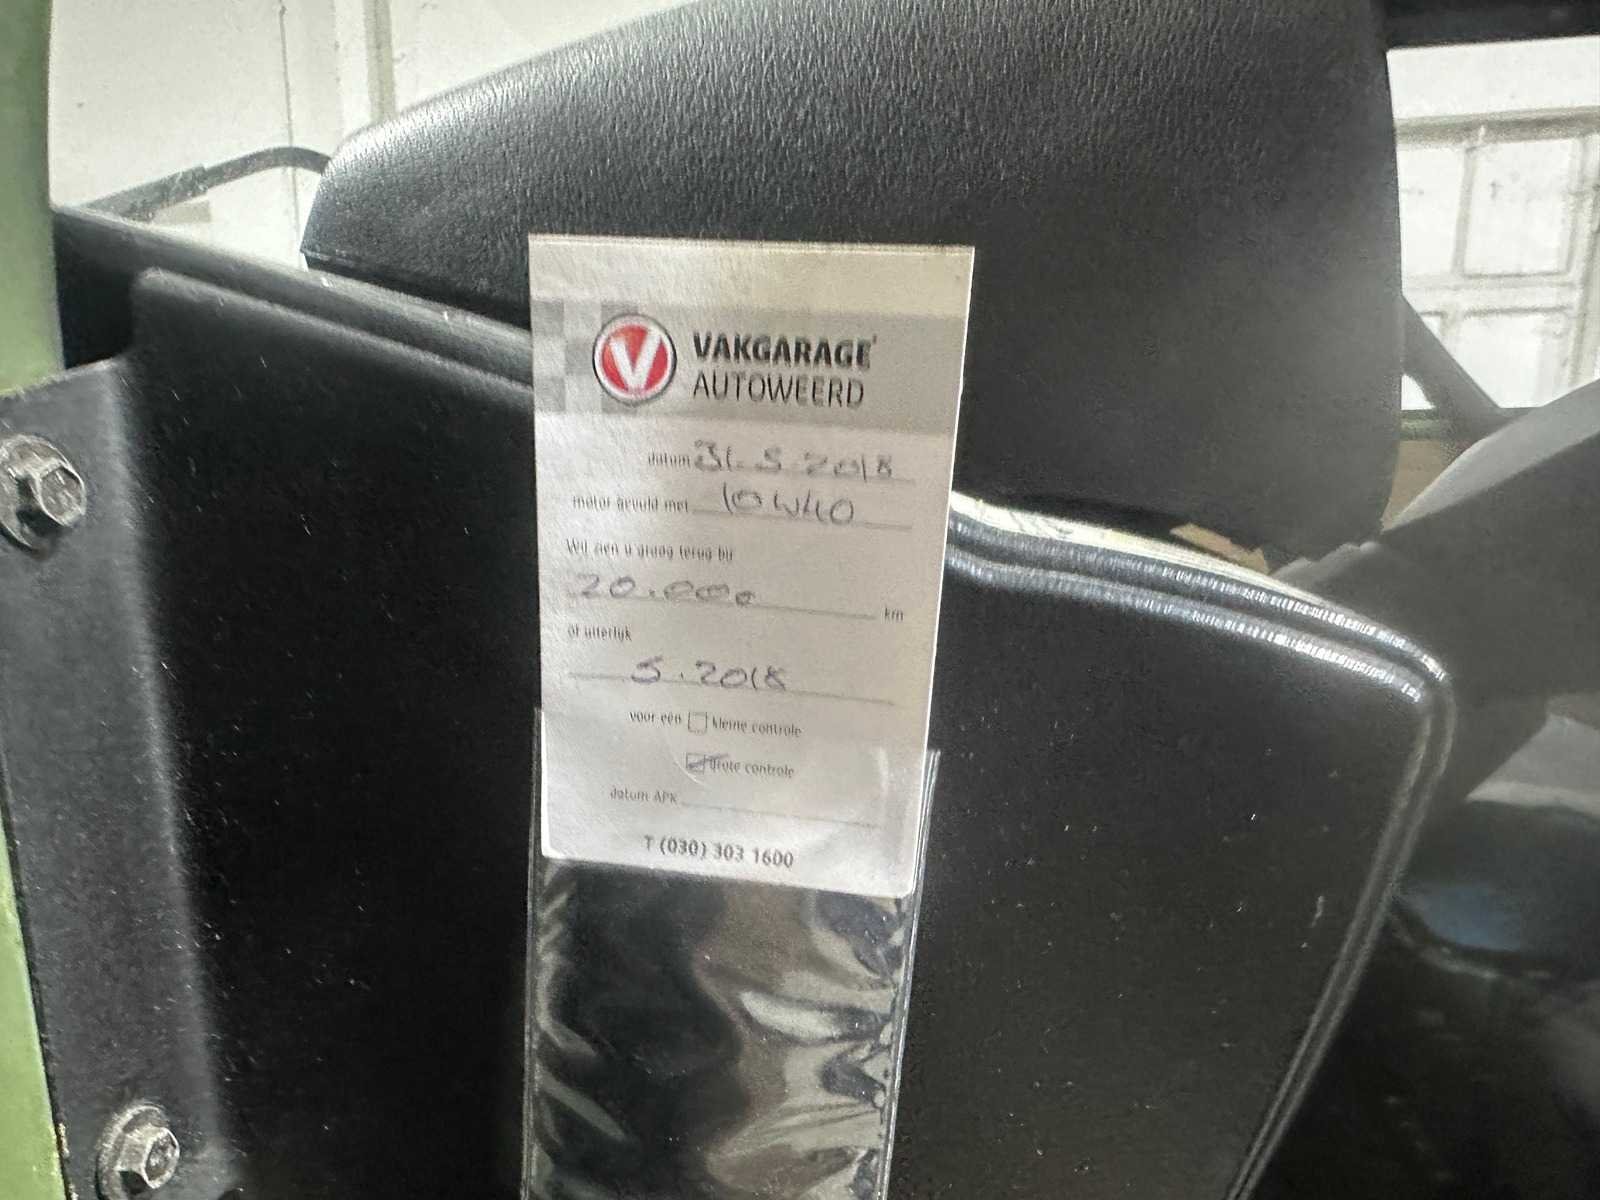 V
VAKGARAGE
AUTOWEERD
datum 31.5.2018
motor gevuld met 10W40
Wij zien u graag terug bij
20.000 km
of uiterlijk
5.2018
voor een kleine controle
grote controle
datum APK
T (030) 303 1600